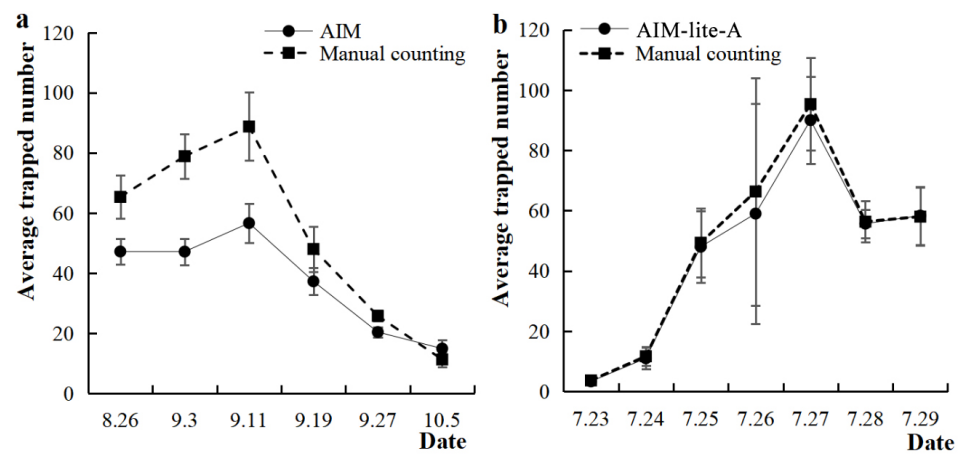 a
AIM
Manual counting
Average trapped number
120
100
80
60
40
20
0
8.26 9.3 9.11 9.19 9.27 10.5
Date
b
AIM-lite-A
Manual counting
Average trapped number
120
100
80
60
40
20
0
7.23 7.24 7.25 7.26 7.27 7.28 7.29
Date